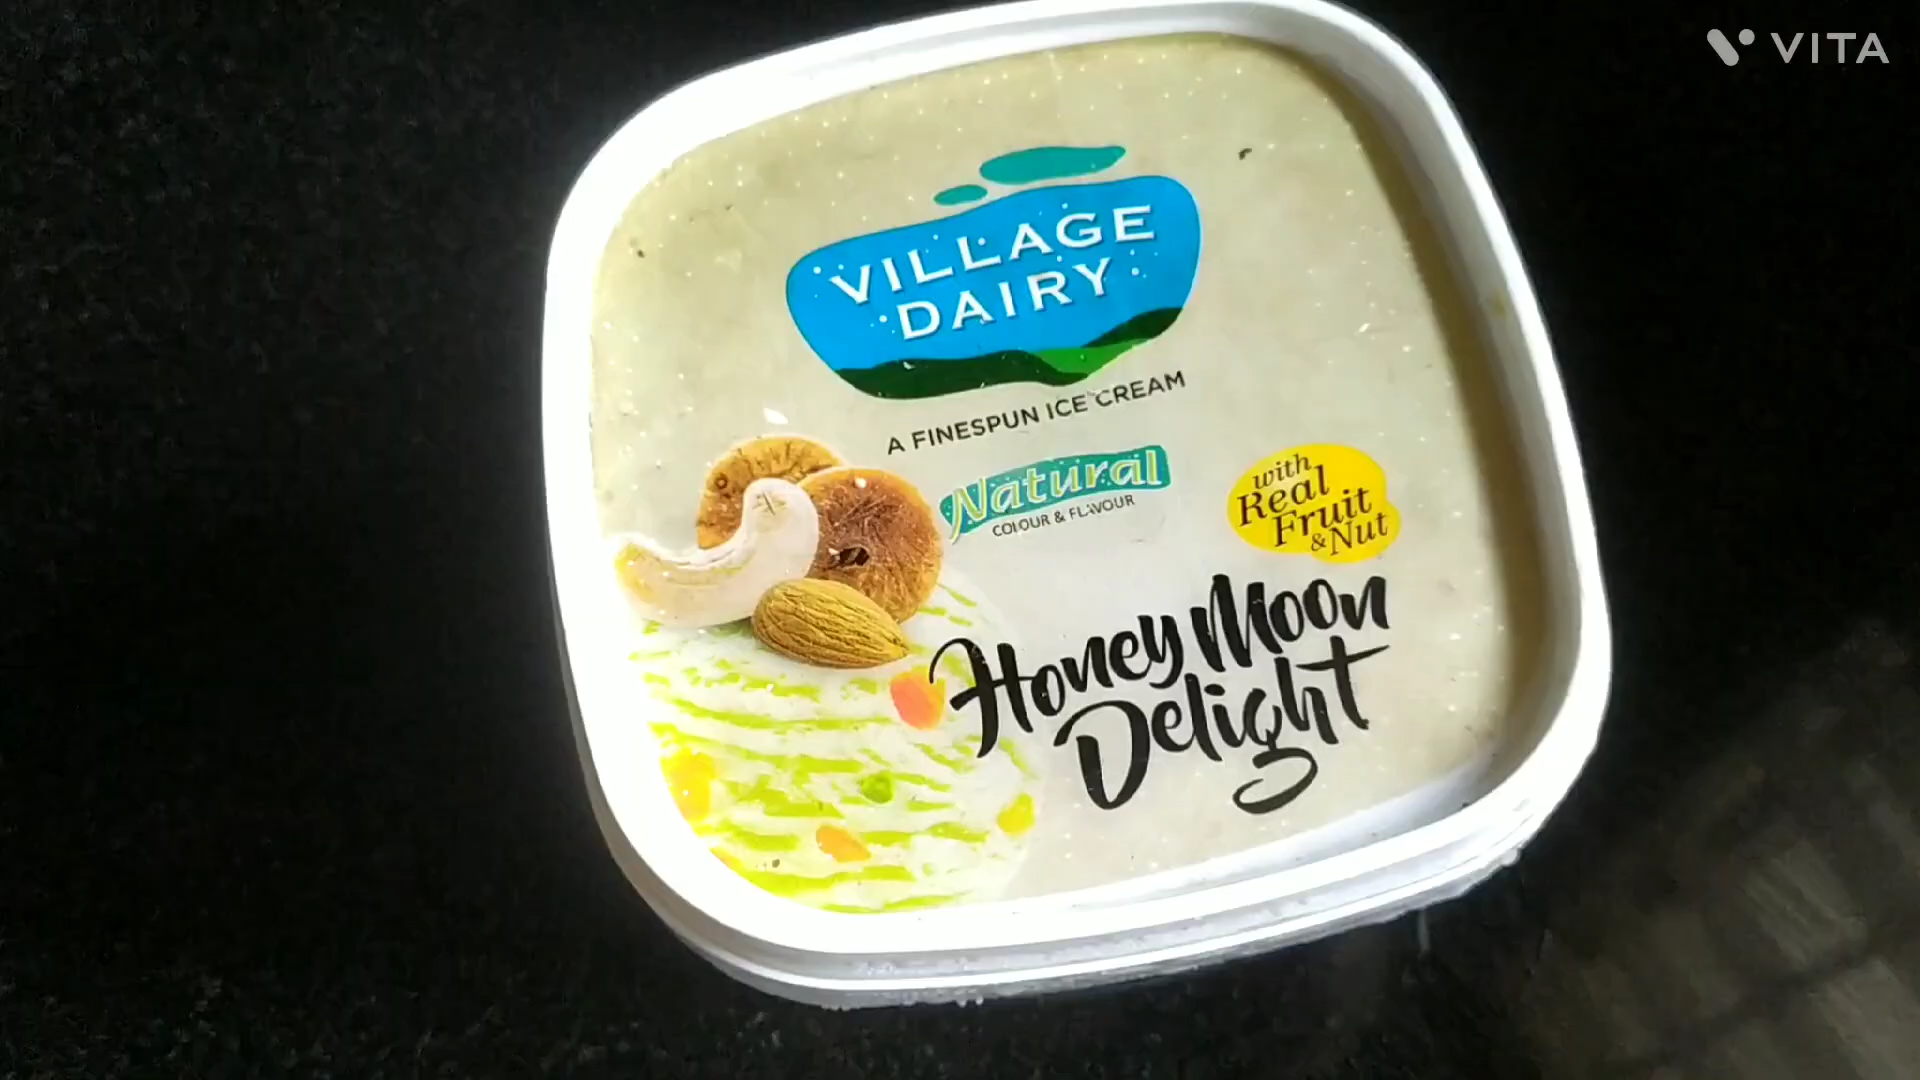 VITA
VILLAGE
DAIRY
A FINESPUN ICE CREAM
Natural
COLOUR & FLAVOUR
with
Real
Fruit
& Nut
Honey Moon
Delight